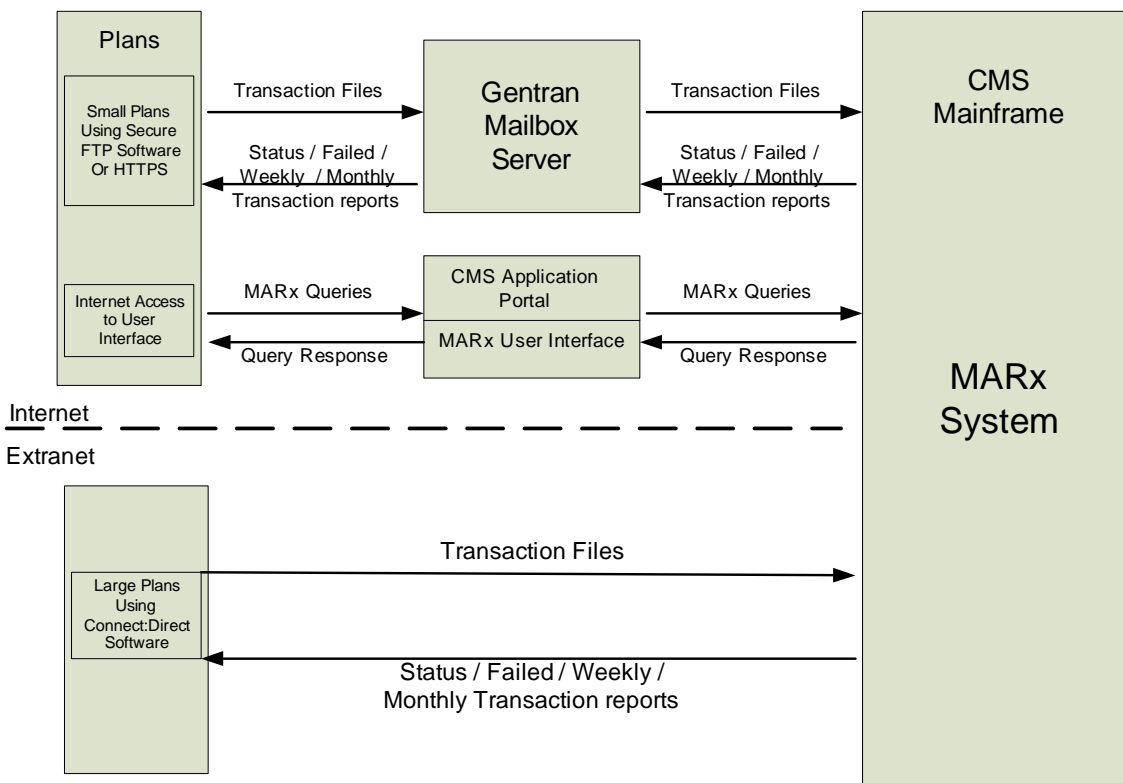 Plans
Small Plans
Using Secure
FTP Software
Or HTTPS
Transaction Files
Status / Failed /
Weekly / Monthly
Transaction reports
Gentran
Mailbox
Server
Transaction Files
Status / Failed /
Weekly / Monthly
Transaction reports
CMS
Mainframe
Internet Access
to User
Interface
MARx Queries
Query Response
CMS Application
Portal
MARx User Interface
MARx Queries
Query Response
MARx
System
Internet
Extranet
Large Plans
Using
Connect:Direct
Software
Transaction Files
Status / Failed / Weekly /
Monthly Transaction reports